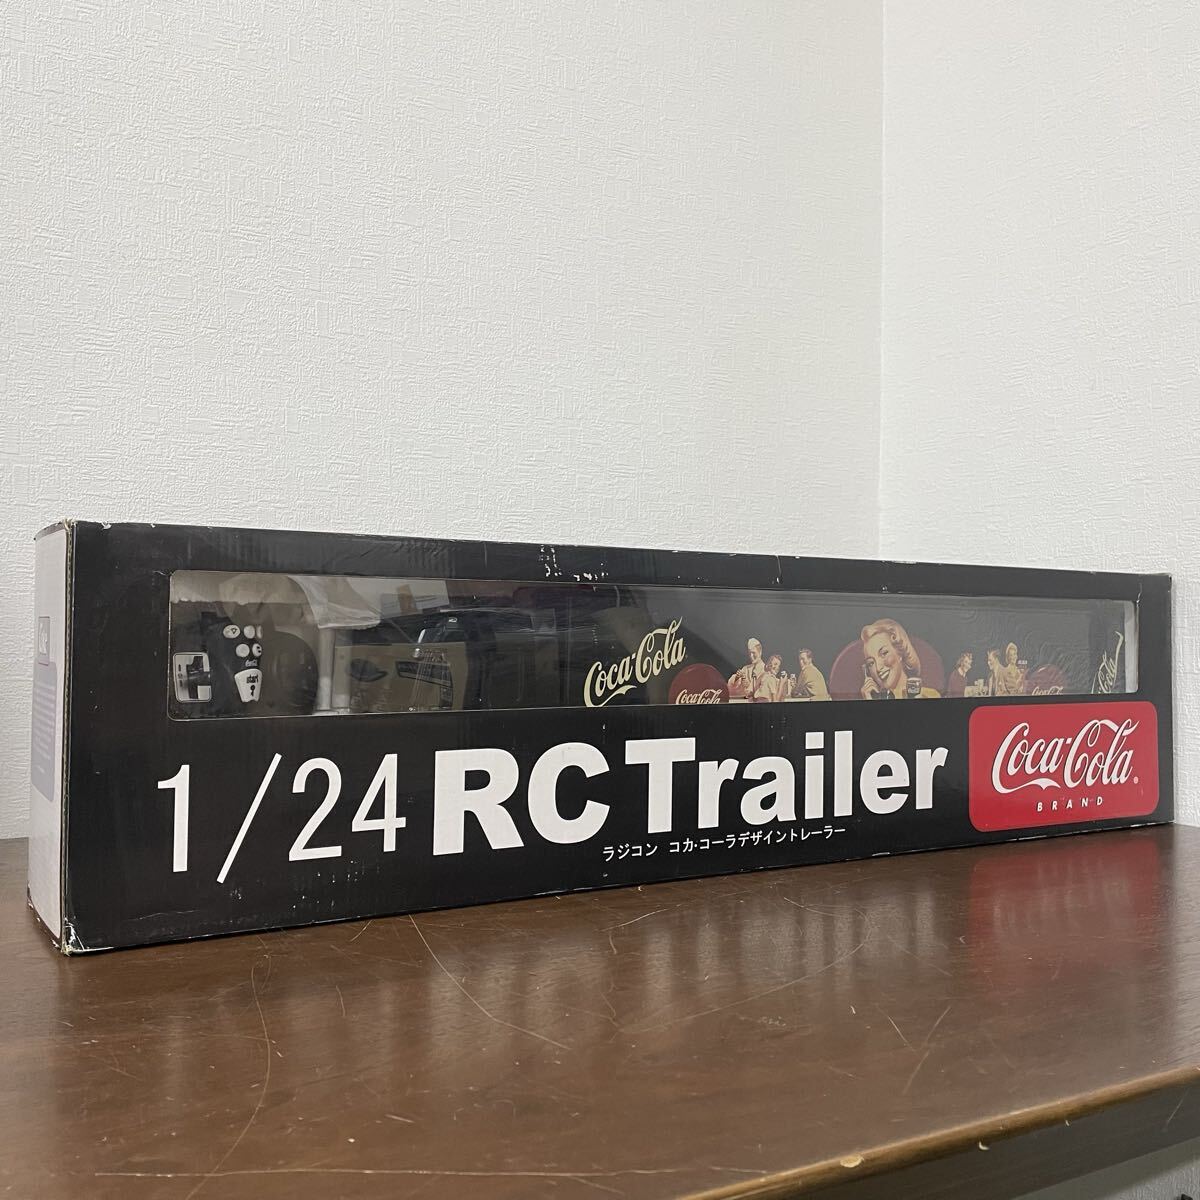 start
Coca-Cola
Coca-Cola
Coca-Cola
Cola
1/24 RC Trailer
ラジコン コカ・コーラデザイントレーラー
Coca-Cola
BRAND